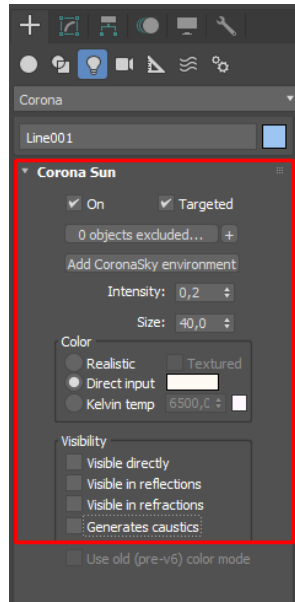 Corona
Line001
Corona Sun
On Targeted
0 objects excluded... +
Add CoronaSky environment
Intensity: 0,2
Size: 40,0
Color
Realistic Textured
Direct input
Kelvin temp 6500,C
Visibility
Visible directly
Visible in reflections
Visible in refractions
Generates caustics
Use old (pre-v6) color mode